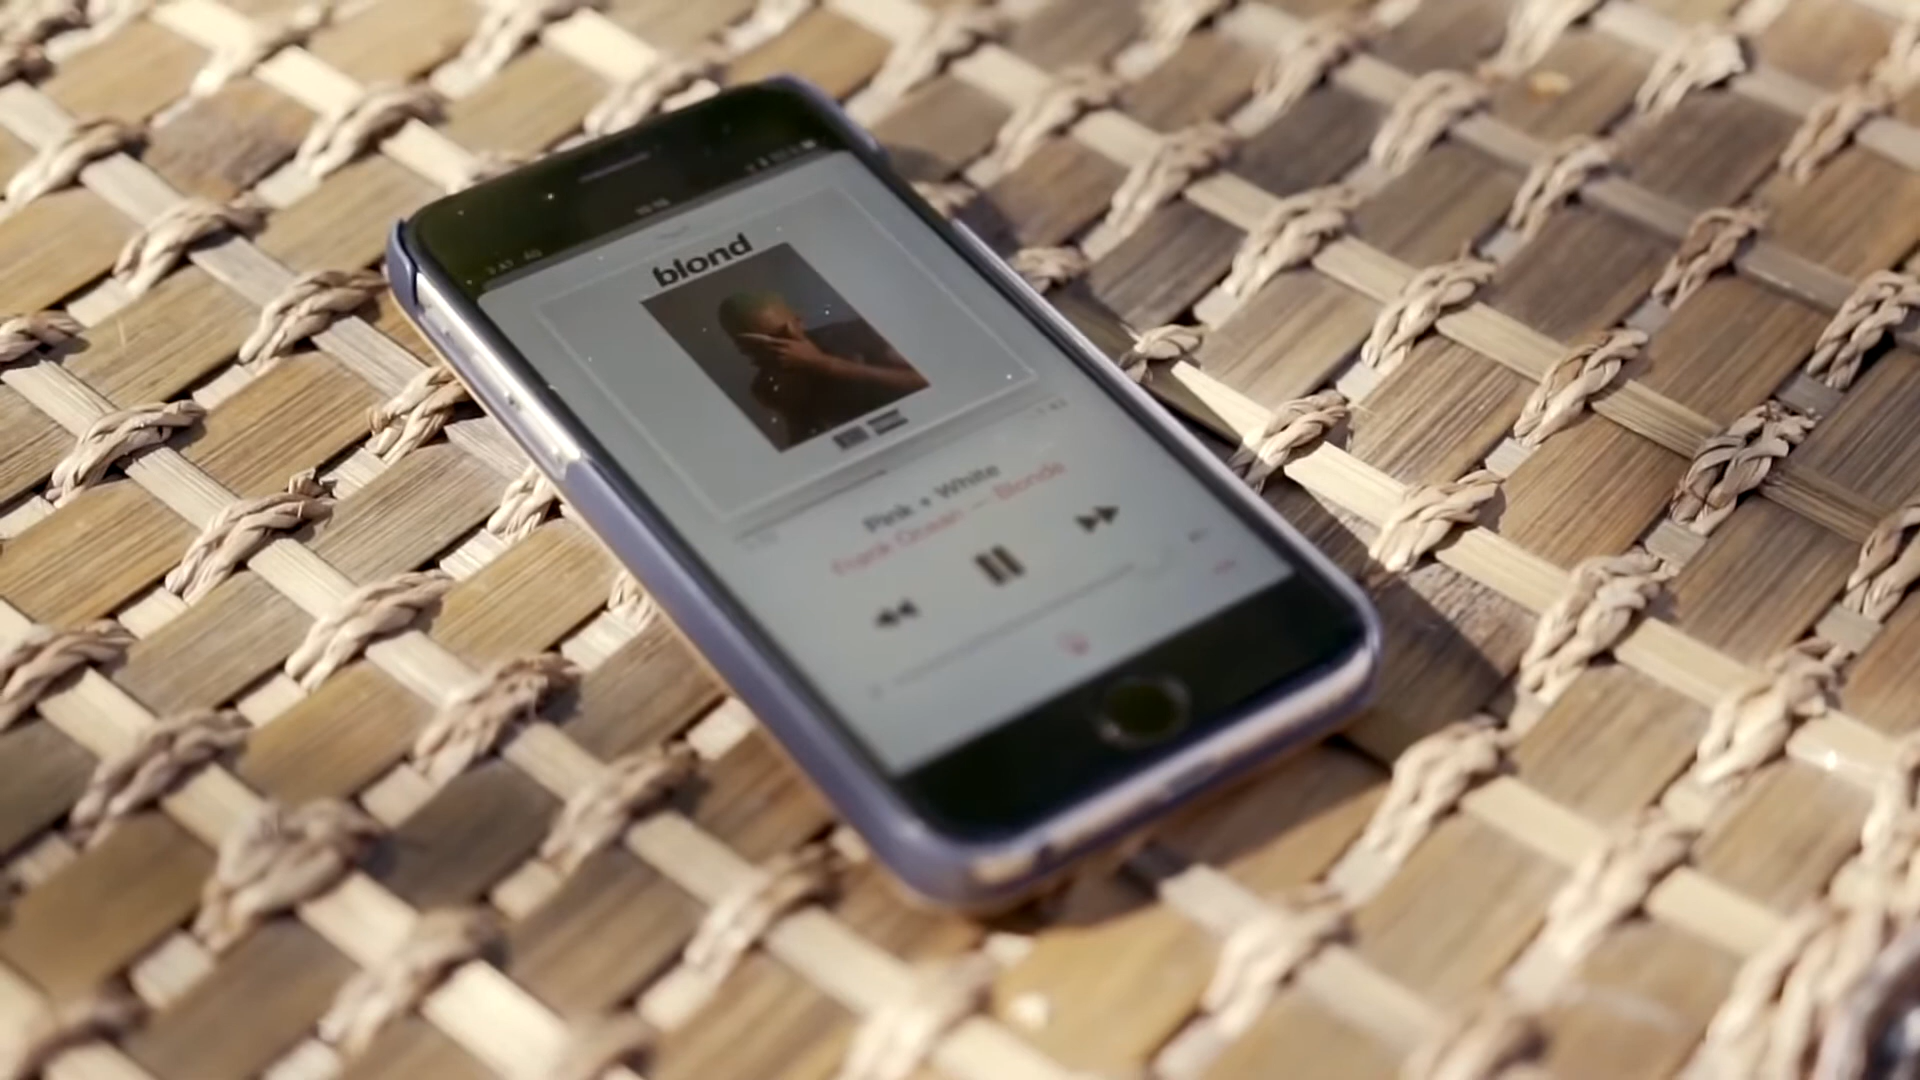 blond
Pink + White
Frank Ocean — Blonde